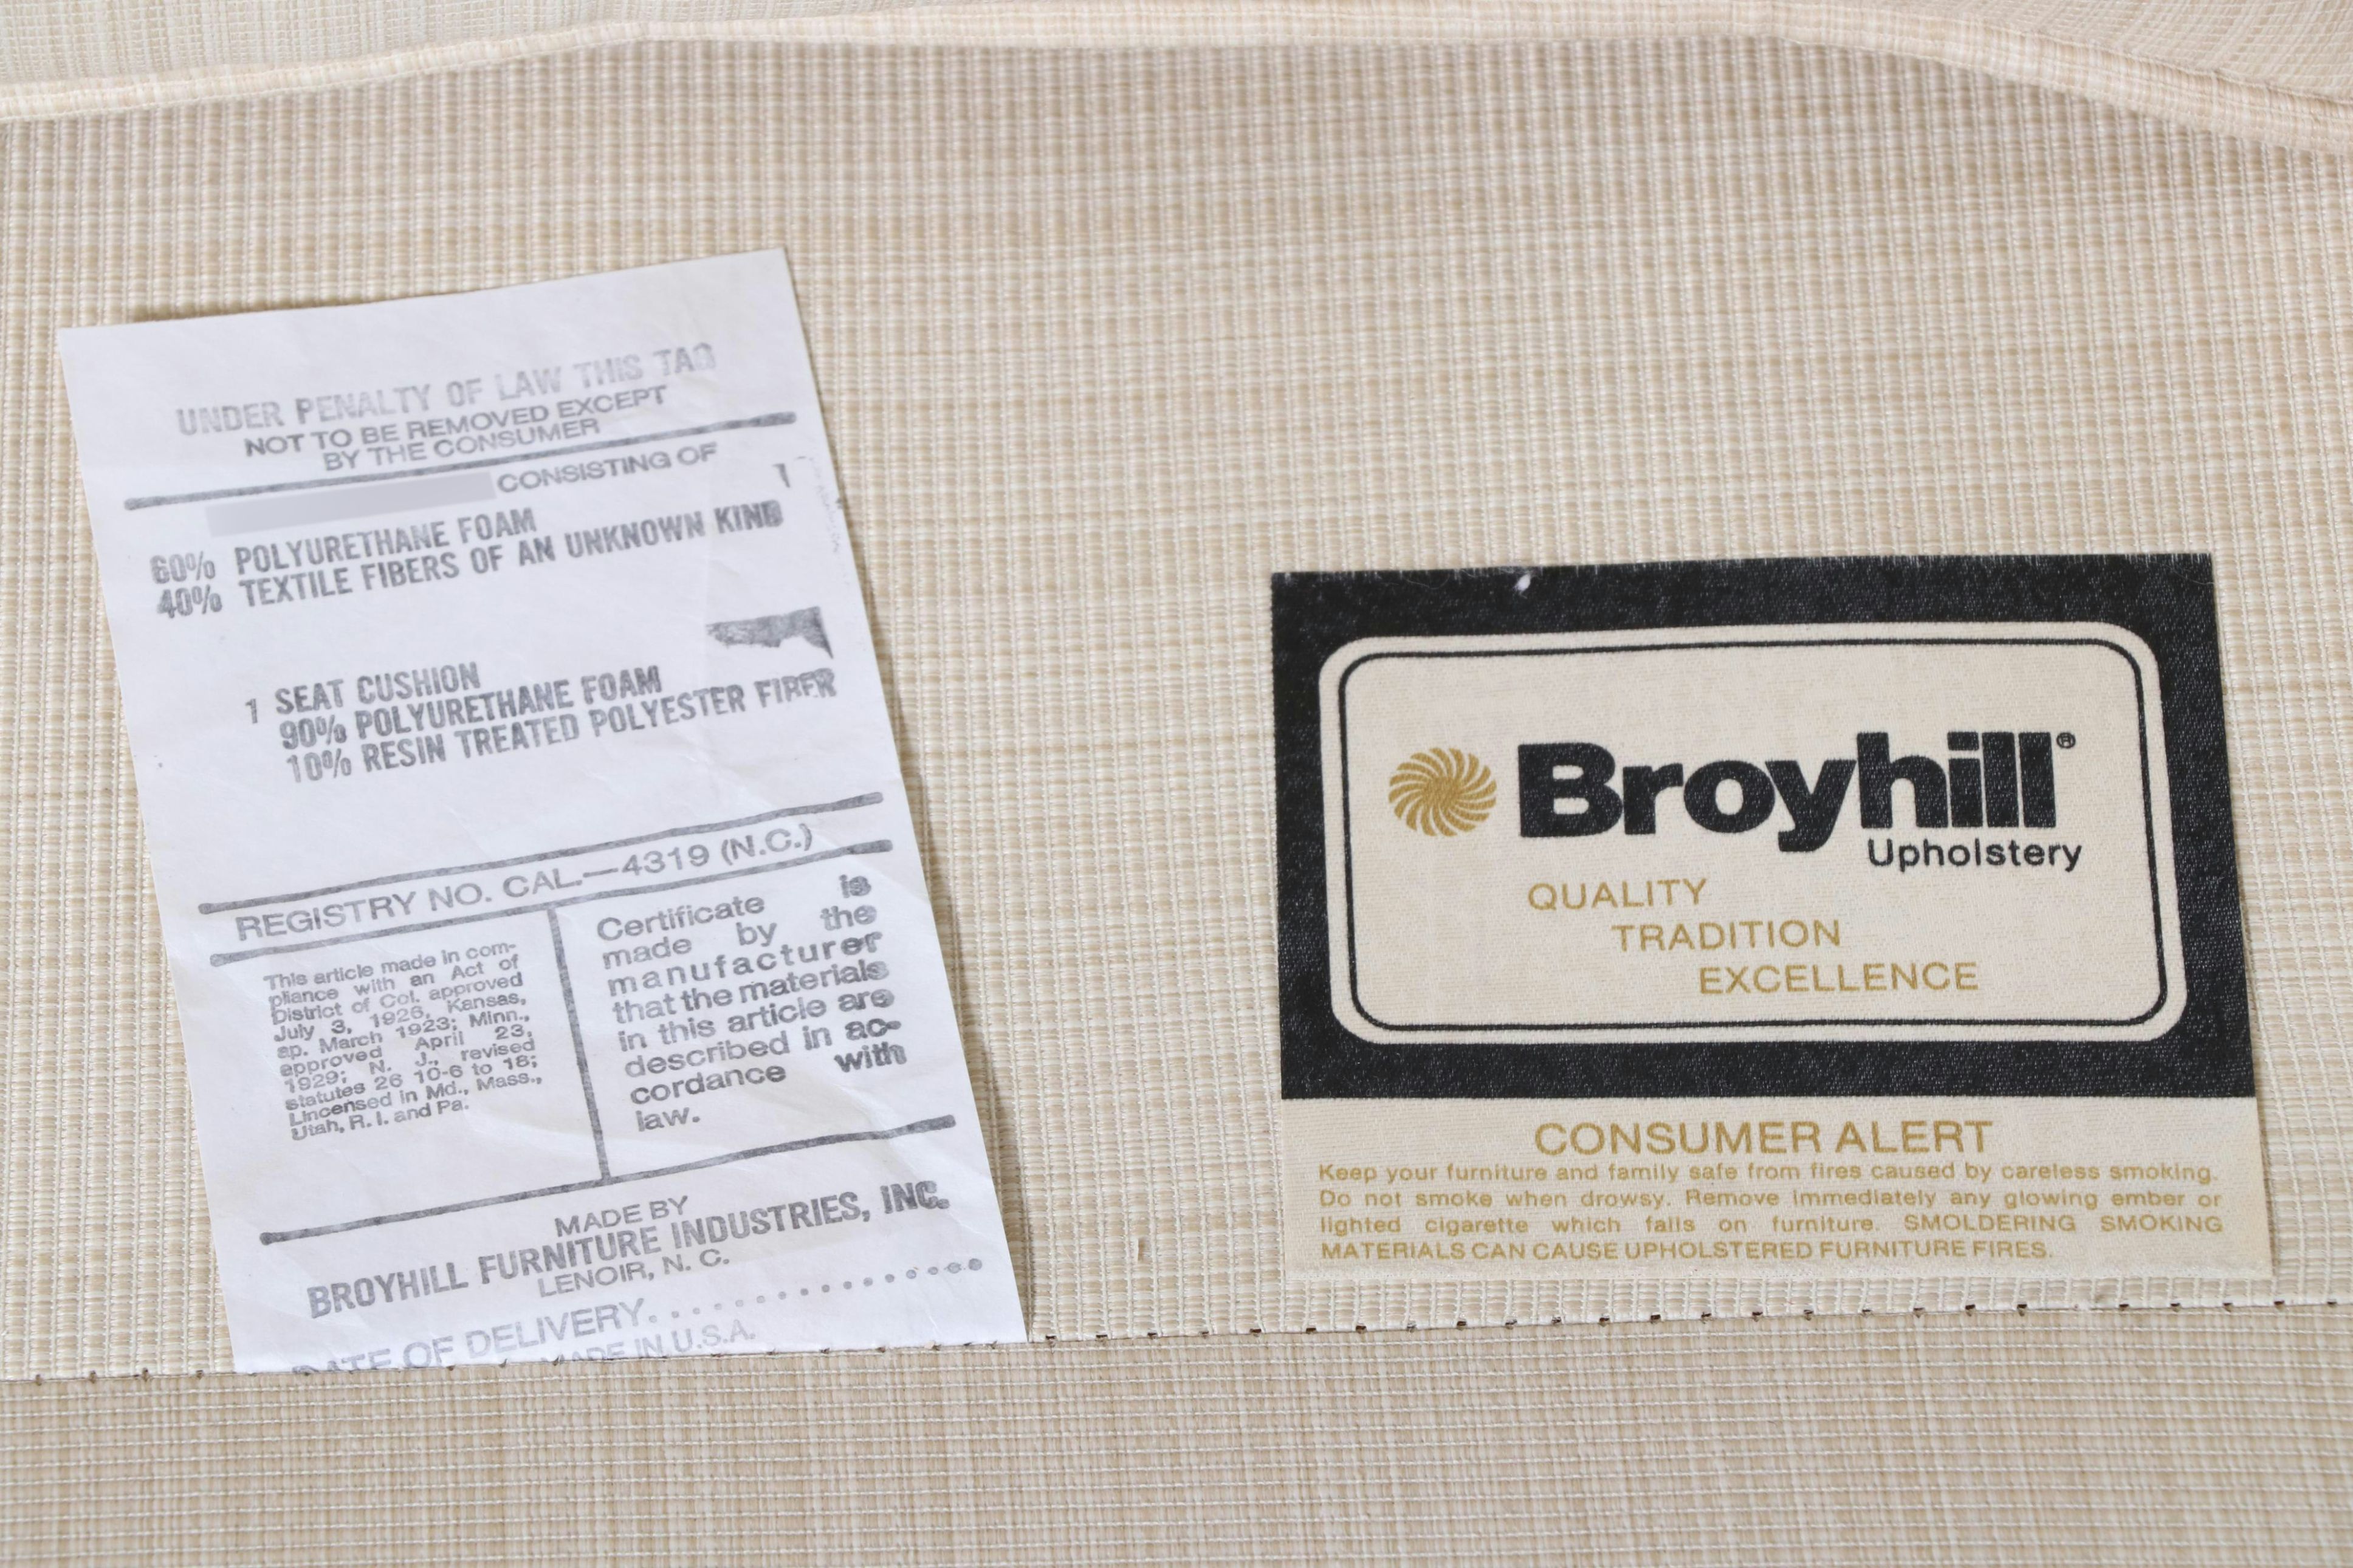 UNDER PENALTY OF LAW THIS TAG
NOT TO BE REMOVED EXCEPT
BY THE CONSUMER
CONSISTING OF
60% POLYURETHANE FOAM
40% TEXTILE FIBERS OF AN UNKNOWN KIND
1 SEAT CUSHION
90% POLYURETHANE FOAM
10% RESIN TREATED POLYESTER FIBER
REGISTRY NO. CAL—4319 (N.C.)
This article made in com-
pliance with an Act of
District of Col. approved
July 3, 1926, Kansas,
ap. March 1923; Minn.,
approved April 23,
1929; N. J., revised
statutes 26 10-6 to 18;
Lincensed in Md., Mass.,
Utah, R. I. and Pa.
Certificate is
made by the
manufacturer
that the materials
in this article are
described in ac-
cordance with
law.
MADE BY
BROYHILL FURNITURE INDUSTRIES, INC.
LENOIR, N. C.
DATE OF DELIVERY. . . . . . . . . . . . . . . .
MADE IN U.S.A.
Broyhill®
Upholstery
QUALITY
TRADITION
EXCELLENCE
CONSUMER ALERT
Keep your furniture and family safe from fires caused by careless smoking.
Do not smoke when drowsy. Remove immediately any glowing ember or
lighted cigarette which falls on furniture. SMOLDERING SMOKING
MATERIALS CAN CAUSE UPHOLSTERED FURNITURE FIRES.